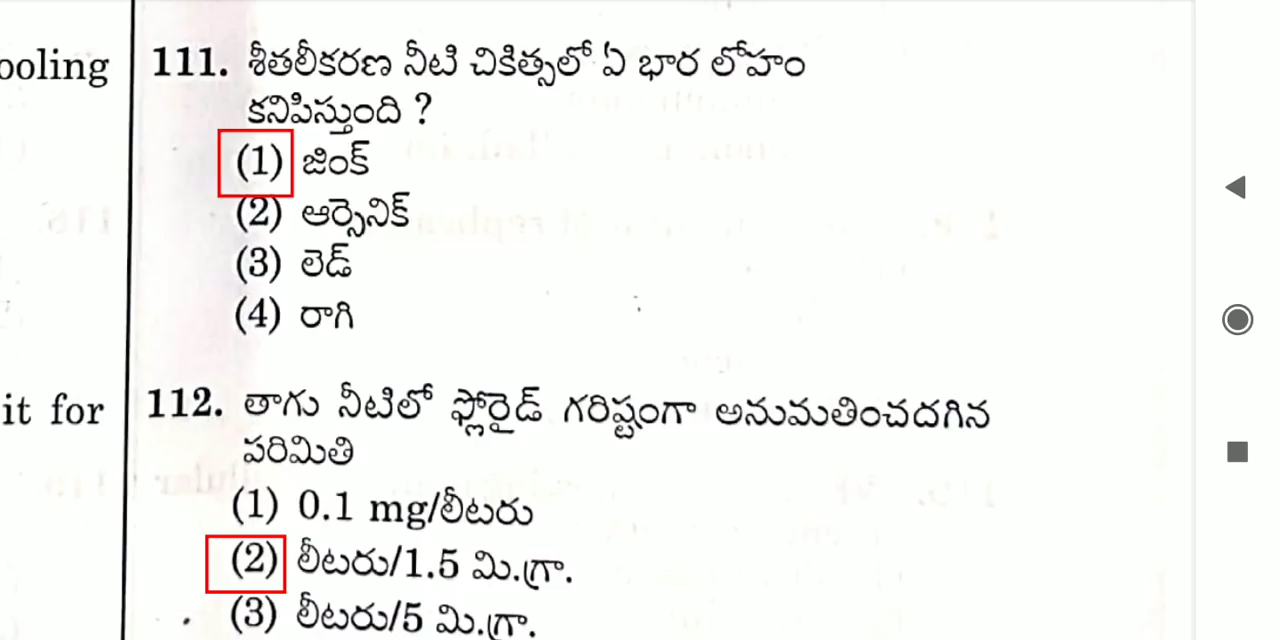 ooling
111. శీతలీకరణ నీటి చికిత్సలో ఏ భార లోహం
కనిపిస్తుంది ?
(1) జింక్
(2) ఆర్సెనిక్
(3) లెడ్
(4) రాగి
it for
112. తాగు నీటిలో ఫ్లోరైడ్ గరిష్టంగా అనుమతించదగిన
పరిమితి
(1) 0.1 mg/లీటరు
(2) లీటరు/1.5 మి.గ్రా.
(3) లీటరు/5 మి.గ్రా.